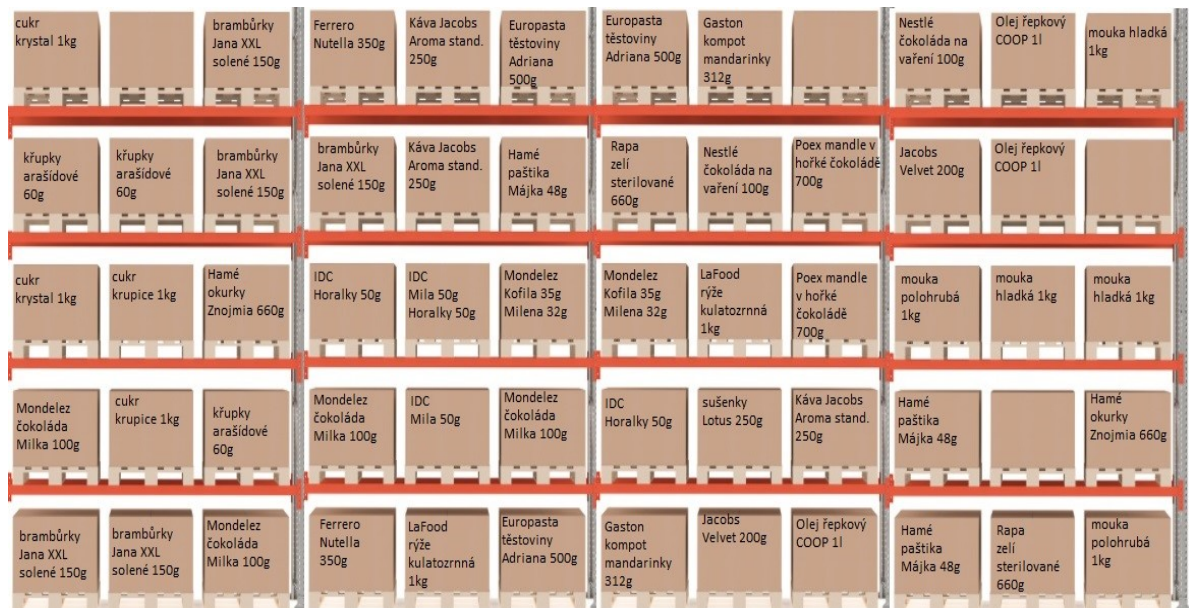 cukr
krystal 1kg
brambůrky
Jana XXL
solené 150g
Ferrero
Nutella 350g
Káva Jacobs
Aroma stand.
250g
Europasta
těstoviny
Adriana
500g
Europasta
těstoviny
Adriana 500g
Gaston
kompot
mandarinky
312g
Nestlé
čokoláda na
vaření 100g
Olej řepkový
COOP 1l
mouka hladká
1kg
křupky
arašídové
60g
křupky
arašídové
60g
brambůrky
Jana XXL
solené 150g
brambůrky
Jana XXL
solené 150g
Káva Jacobs
Aroma stand.
250g
Hamé
paštika
Májka 48g
Rapa
zelí
sterilované
660g
Nestlé
čokoláda na
vaření 100g
Poex mandle v
hořké čokoládě
700g
Jacobs
Velvet 200g
Olej řepkový
COOP 1l
cukr
krystal 1kg
cukr
krupice 1kg
Hamé
okurky
Znojmia 660g
IDC
Horalky 50g
IDC
Mila 50g
Horalky 50g
Mondelez
Kofila 35g
Milena 32g
Mondelez
Kofila 35g
Milena 32g
LaFood
rýže
kulatozrnná
1kg
Poex mandle
v hořké
čokoládě
700g
mouka
polohrubá
1kg
mouka
hladká 1kg
mouka
hladká 1kg
Mondelez
čokoláda
Milka 100g
cukr
krupice 1kg
křupky
arašídové
60g
Mondelez
čokoláda
Milka 100g
IDC
Mila 50g
Mondelez
čokoláda
Milka 100g
IDC
Horalky 50g
sušenky
Lotus 250g
Káva Jacobs
Aroma stand.
250g
Hamé
paštika
Májka 48g
Hamé
okurky
Znojmia 660g
brambůrky
Jana XXL
solené 150g
brambůrky
Jana XXL
solené 150g
Mondelez
čokoláda
Milka 100g
Ferrero
Nutella
350g
LaFood
rýže
kulatozrnná
1kg
Europasta
těstoviny
Adriana 500g
Gaston
kompot
mandarinky
312g
Jacobs
Velvet 200g
Olej řepkový
COOP 1l
Hamé
paštika
Májka 48g
Rapa
zelí
sterilované
660g
mouka
polohrubá
1kg